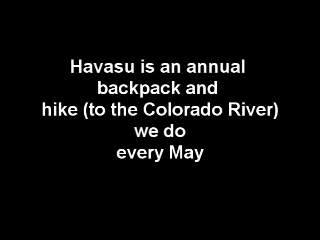 Havasu is an annual
backpack and
hike (to the Colorado River)
we do
every May